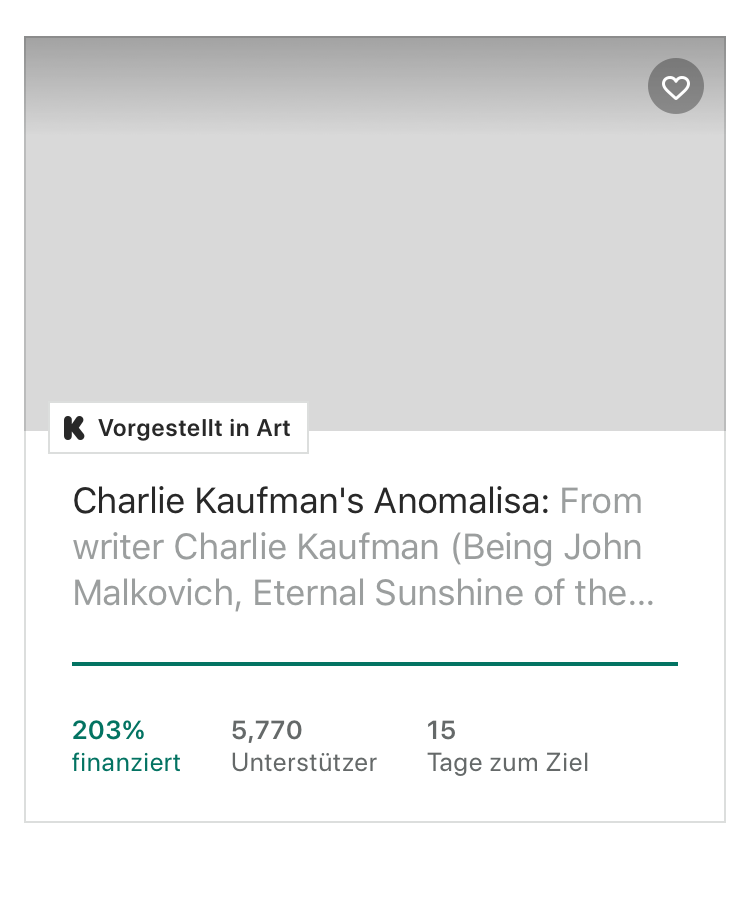 Vorgestellt in Art
Charlie Kaufman's Anomalisa: From
writer Charlie Kaufman (Being John
Malkovich, Eternal Sunshine of the...
203%
finanziert
5,770
Unterstützer
15
Tage zum Ziel